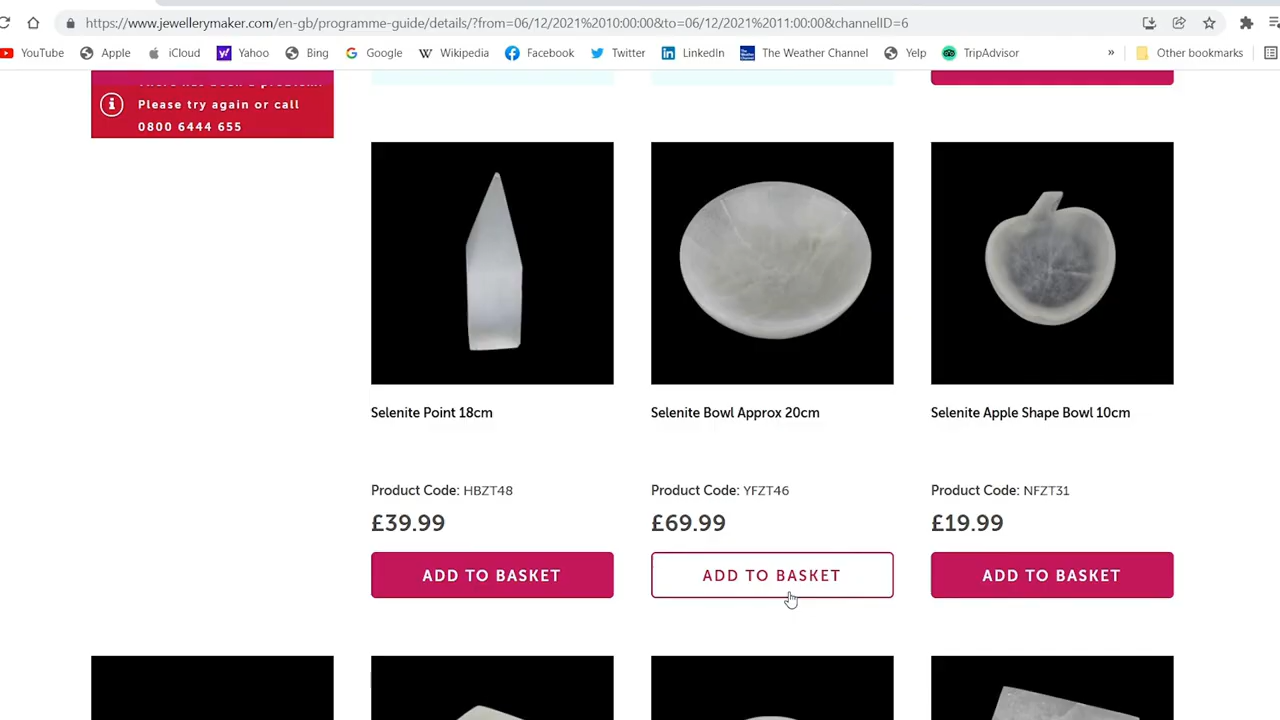 https://www.jewellerymaker.com/en-gb/programme-guide/details/?from=06/12/2021%2010:00:00&to=06/12/2021%2011:00:00&channelID=6
YouTube Apple iCloud Yahoo Bing Google Wikipedia Facebook Twitter LinkedIn The Weather Channel Yelp TripAdvisor » Other bookmarks
Please try again or call
0800 6444 655
Selenite Point 18cm
Product Code: HBZT48
£39.99
ADD TO BASKET
Selenite Bowl Approx 20cm
Product Code: YFZT46
£69.99
ADD TO BASKET
Selenite Apple Shape Bowl 10cm
Product Code: NFZT31
£19.99
ADD TO BASKET